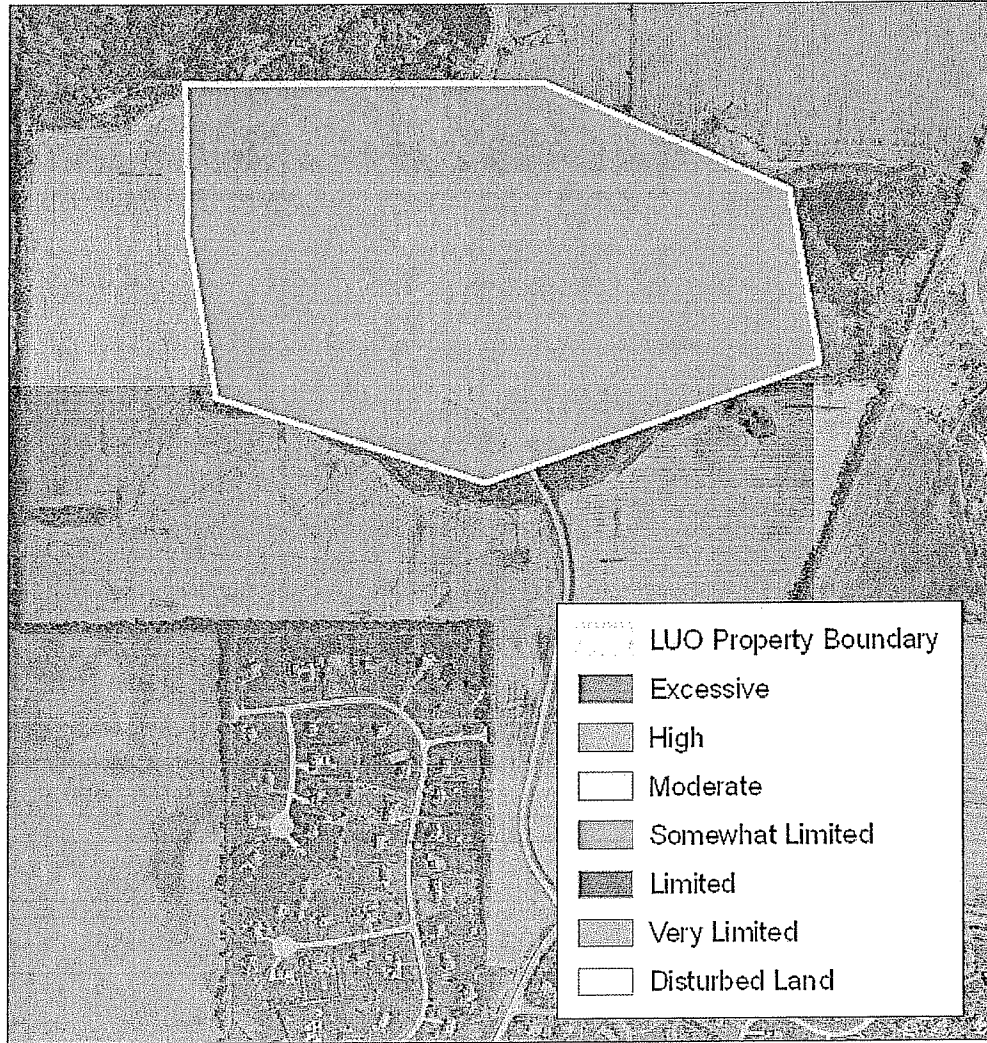 LUO Property Boundary
Excessive
High
Moderate
Somewhat Limited
Limited
Very Limited
Disturbed Land